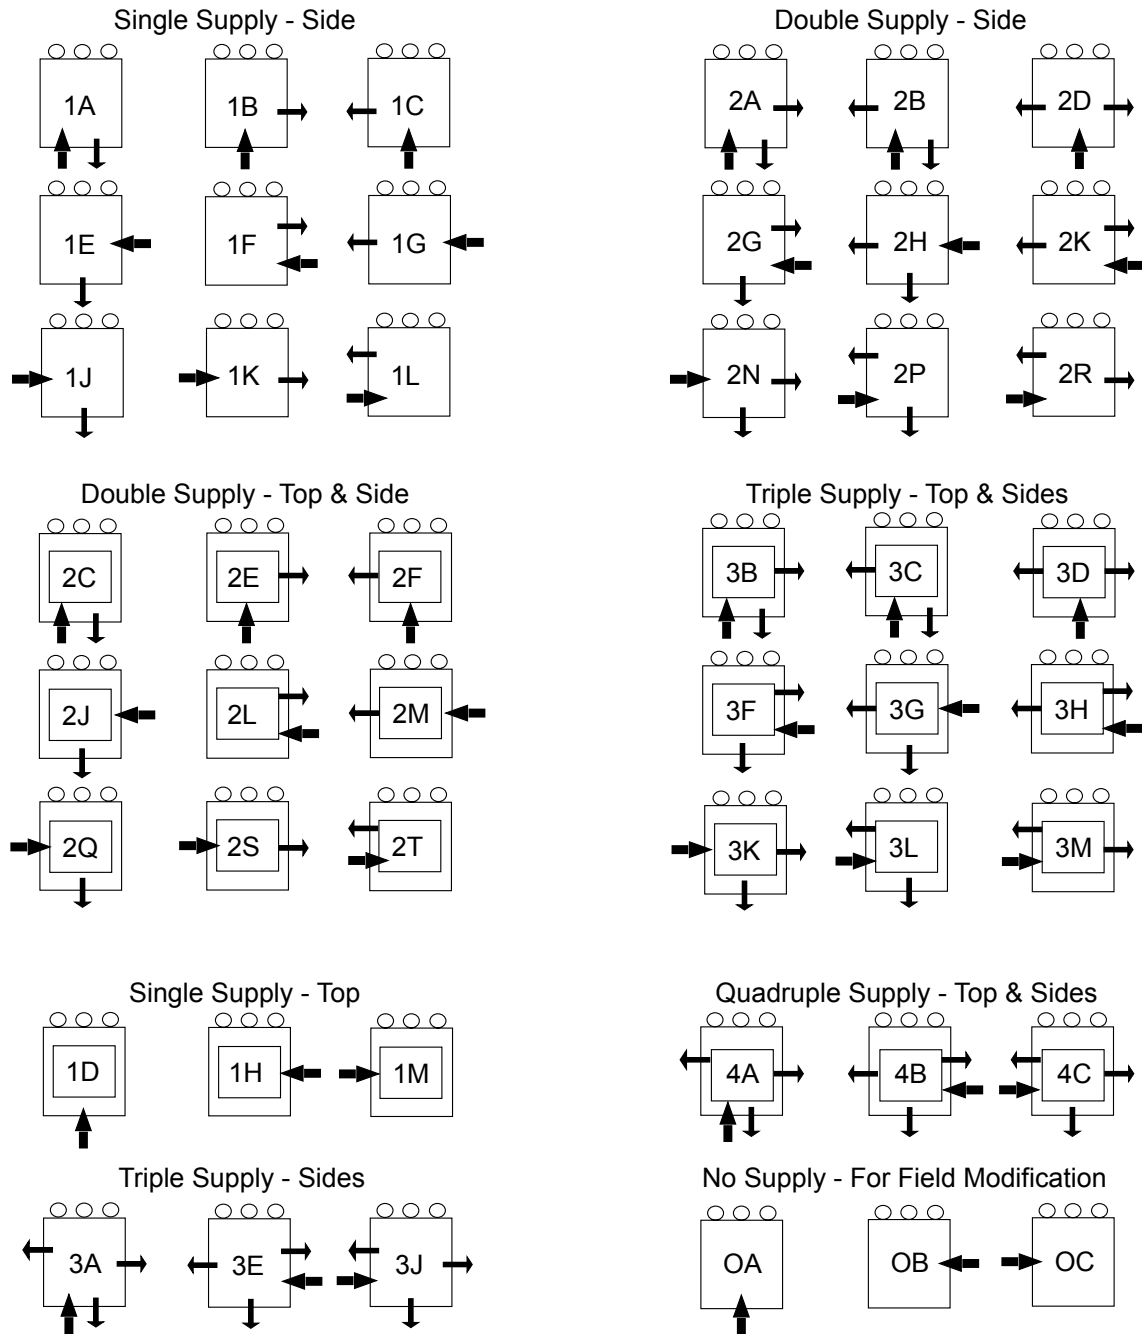 Single Supply - Side
1A 1B 1C
1E 1F 1G
1J 1K 1L
Double Supply - Side
2A 2B 2D
2G 2H 2K
2N 2P 2R
Double Supply - Top & Side
2C 2E 2F
2J 2L 2M
2Q 2S 2T
Triple Supply - Top & Sides
3B 3C 3D
3F 3G 3H
3K 3L 3M
Single Supply - Top
1D 1H 1M
Quadruple Supply - Top & Sides
4A 4B 4C
Triple Supply - Sides
3A 3E 3J
No Supply - For Field Modification
OA OB OC